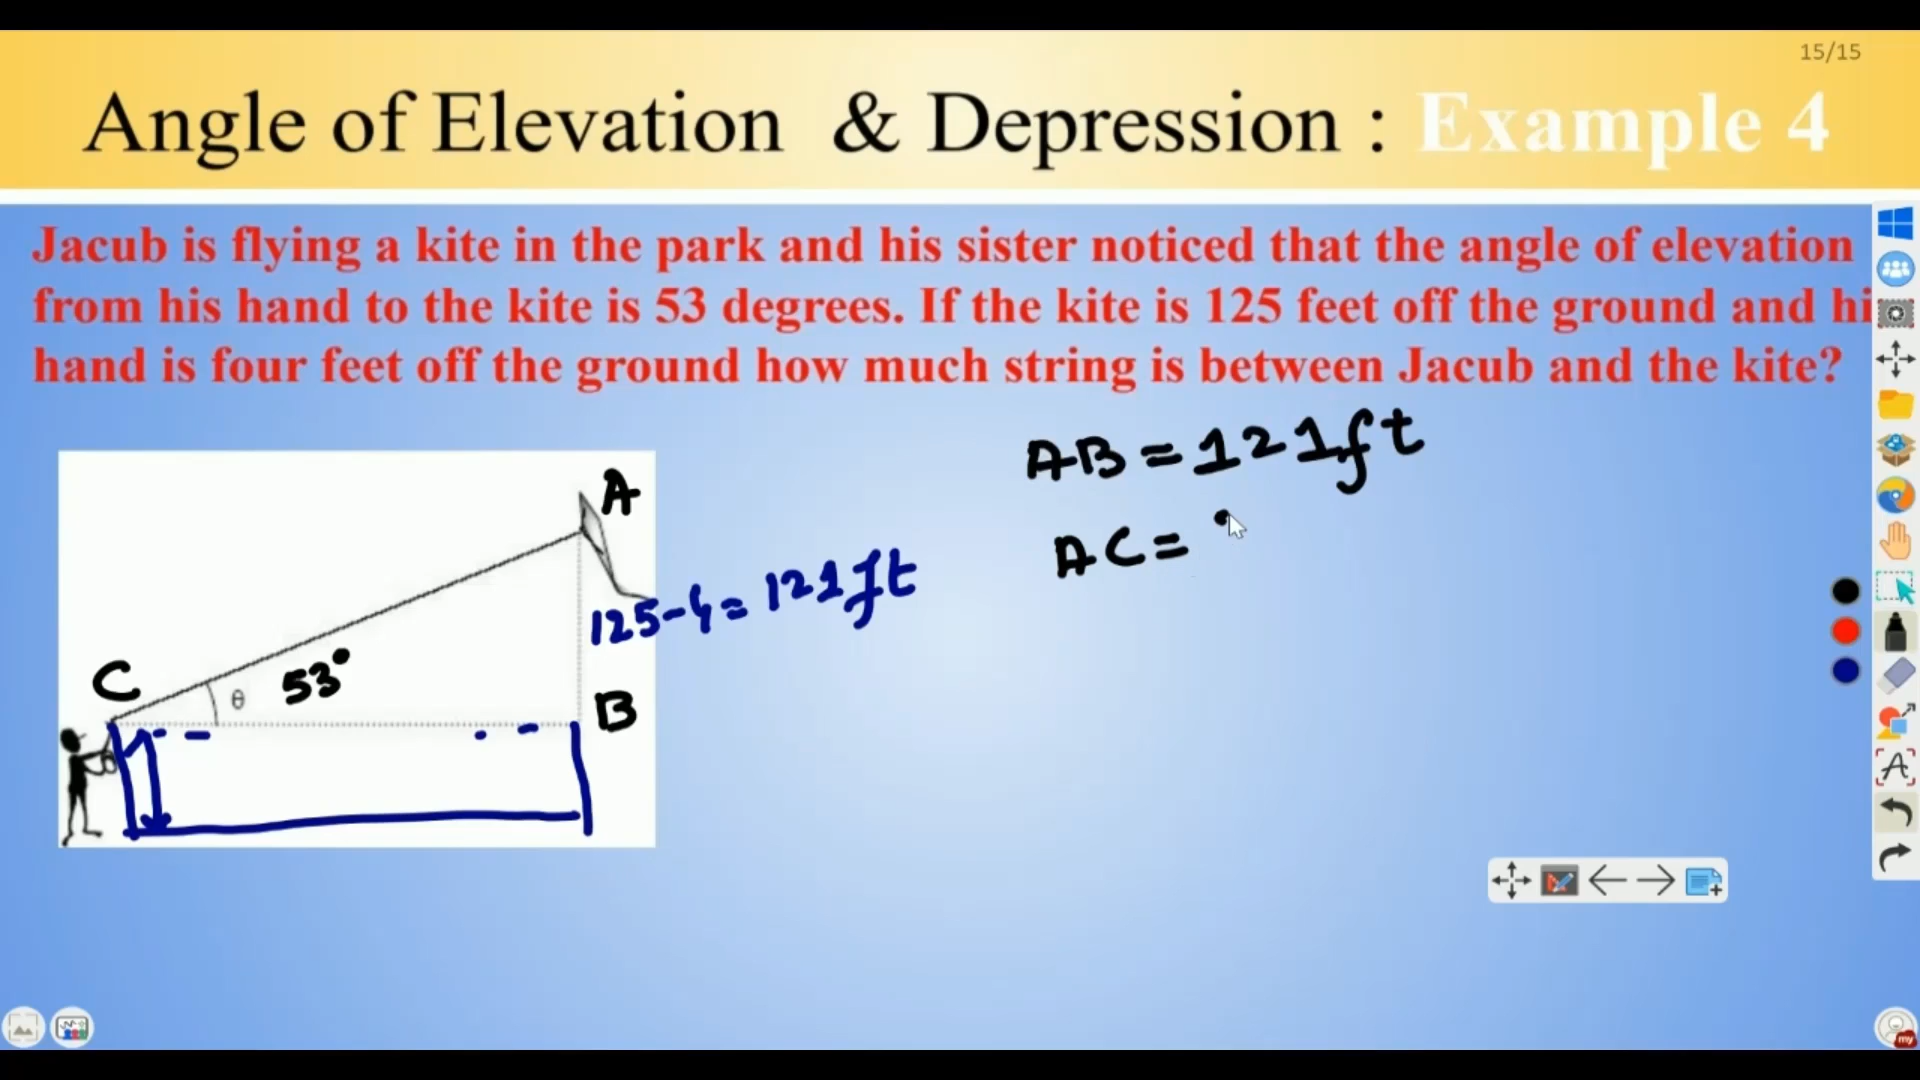 15/15
Angle of Elevation & Depression : Example 4
Jacub is flying a kite in the park and his sister noticed that the angle of elevation
from his hand to the kite is 53 degrees. If the kite is 125 feet off the ground and hi
hand is four feet off the ground how much string is between Jacub and the kite?
AB = 121ft
AC =
A
125-4= 121ft
C
θ 53°
B
A
my